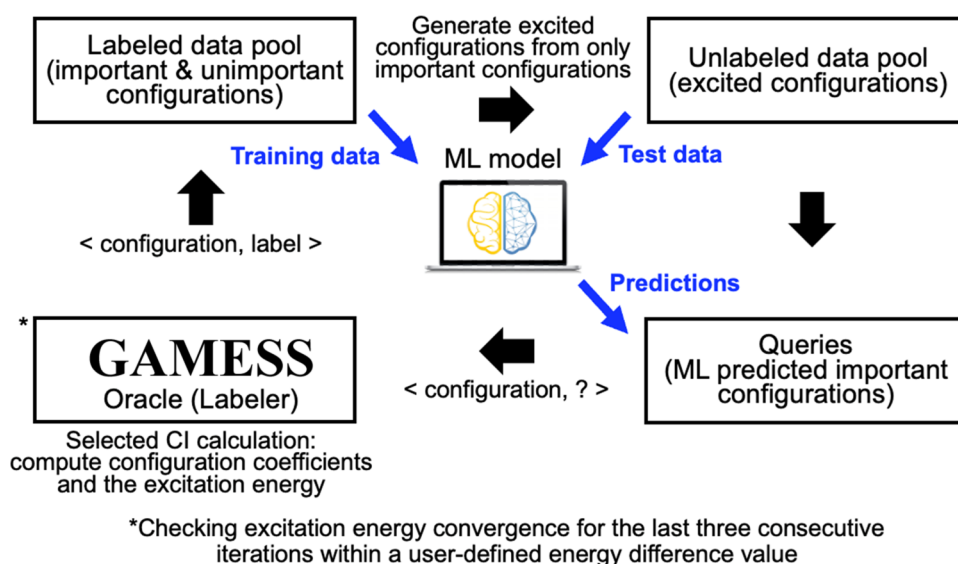 Labeled data pool
(important & unimportant
configurations)
Generate excited
configurations from only
important configurations
Unlabeled data pool
(excited configurations)
Training data
ML model
Test data
< configuration, label >
Predictions
*
GAMESS
Oracle (Labeler)
< configuration, ? >
Queries
(ML predicted important
configurations)
Selected CI calculation:
compute configuration coefficients
and the excitation energy
*Checking excitation energy convergence for the last three consecutive
iterations within a user-defined energy difference value